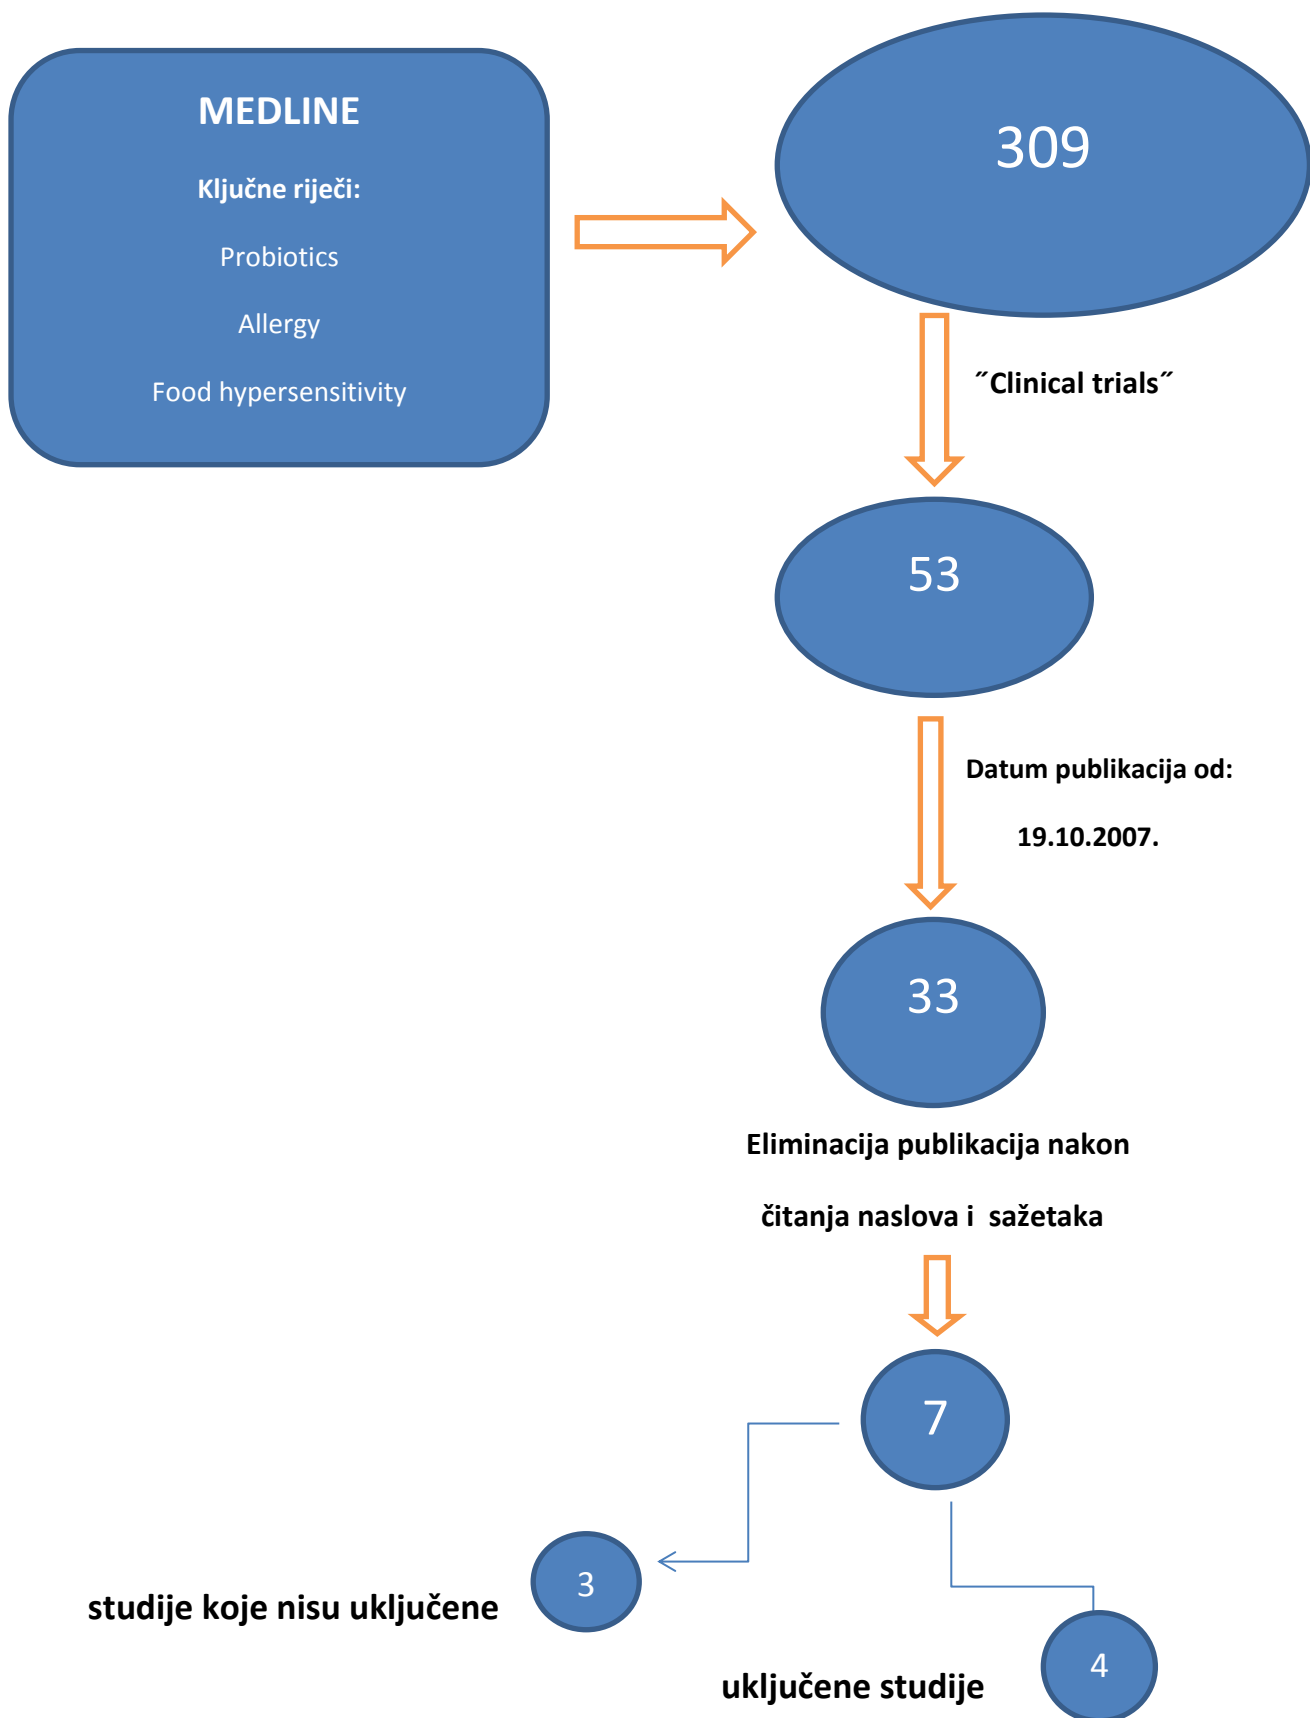 MEDLINE
Ključne riječi:
Probiotics
Allergy
Food hypersensitivity
309
˝Clinical trials˝
53
Datum publikacija od:
19.10.2007.
33
Eliminacija publikacija nakon
čitanja naslova i sažetaka
7
3
studije koje nisu uključene
4
uključene studije